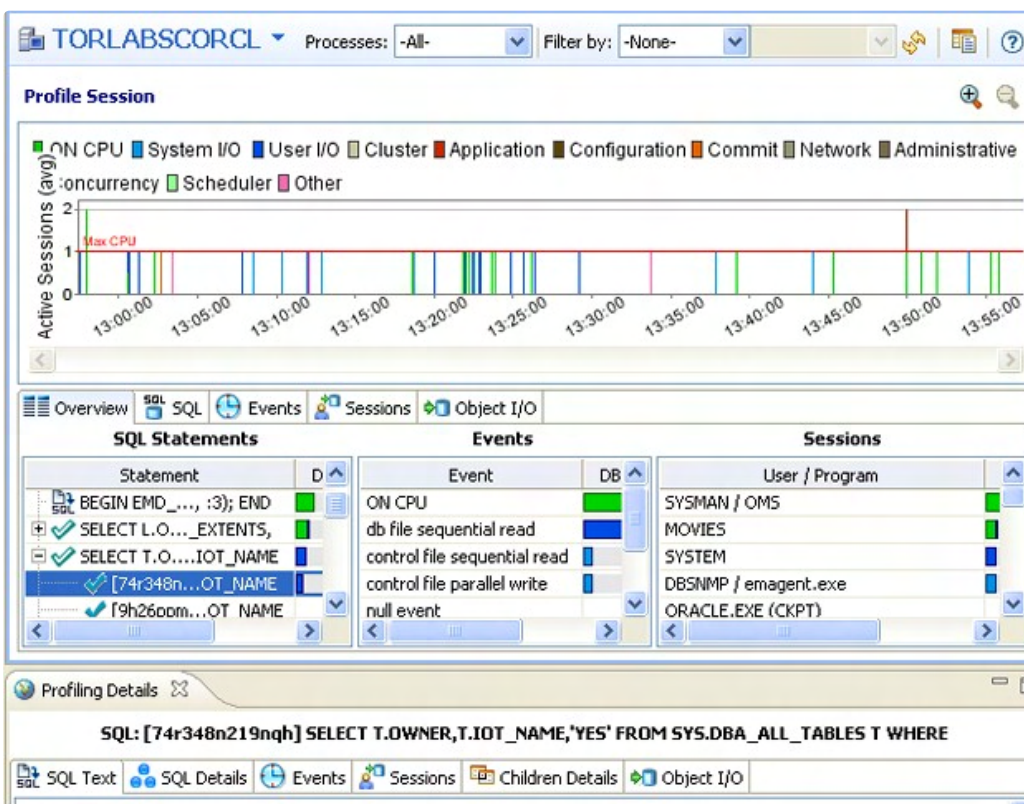 TORLABSCORCL Processes: -All- Filter by: -None-
Profile Session
ON CPU System I/O User I/O Cluster Application Configuration Commit Network Administrative
:oncurrency Scheduler Other
Active Sessions (avg)
2
Max CPU
1
0
13:00:00 13:05:00 13:10:00 13:15:00 13:20:00 13:25:00 13:30:00 13:35:00 13:40:00 13:45:00 13:50:00 13:55:00
Overview SQL SQL Events Sessions Object I/O
SQL Statements Events Sessions
Statement D Event DB User / Program
SQL BEGIN EMD_..., :3); END ON CPU SYSMAN / OMS
SELECT L.O..._EXTENTS, db file sequential read MOVIES
SELECT T.O....IOT_NAME control file sequential read SYSTEM
[74r348n...OT_NAME control file parallel write DBSNMP / emagent.exe
[9h26ppm...OT_NAME null event ORACLE.EXE (CKPT)
Profiling Details
SQL: [74r348n219nqh] SELECT T.OWNER,T.IOT_NAME,'YES' FROM SYS.DBA_ALL_TABLES T WHERE
SQL SQL Text SQL Details Events Sessions Children Details Object I/O